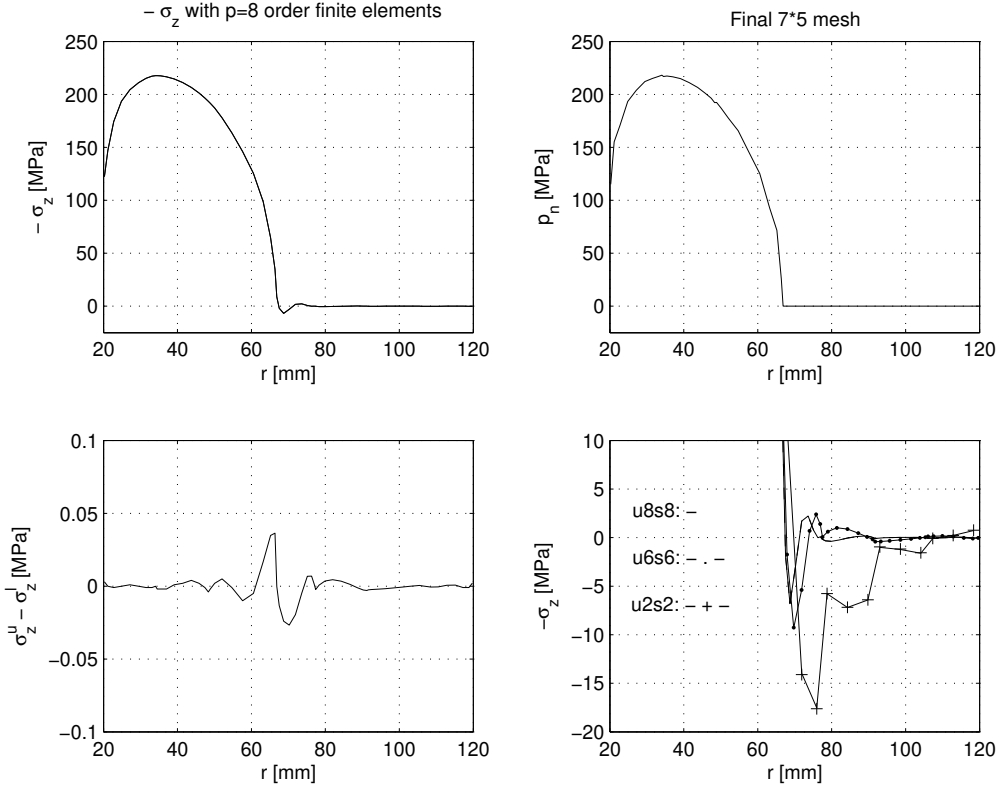 − σz with p=8 order finite elements
250
200
150
100
50
0
− σz [MPa]
20 40 60 80 100 120
r [mm]
Final 7*5 mesh
250
200
150
100
50
0
pn [MPa]
20 40 60 80 100 120
r [mm]
0.1
0.05
0
−0.05
−0.1
σzu − σzl [MPa]
20 40 60 80 100 120
r [mm]
10
5
0
−5
−10
−15
−20
−σz [MPa]
u8s8: −
u6s6: − . −
u2s2: − + −
20 40 60 80 100 120
r [mm]